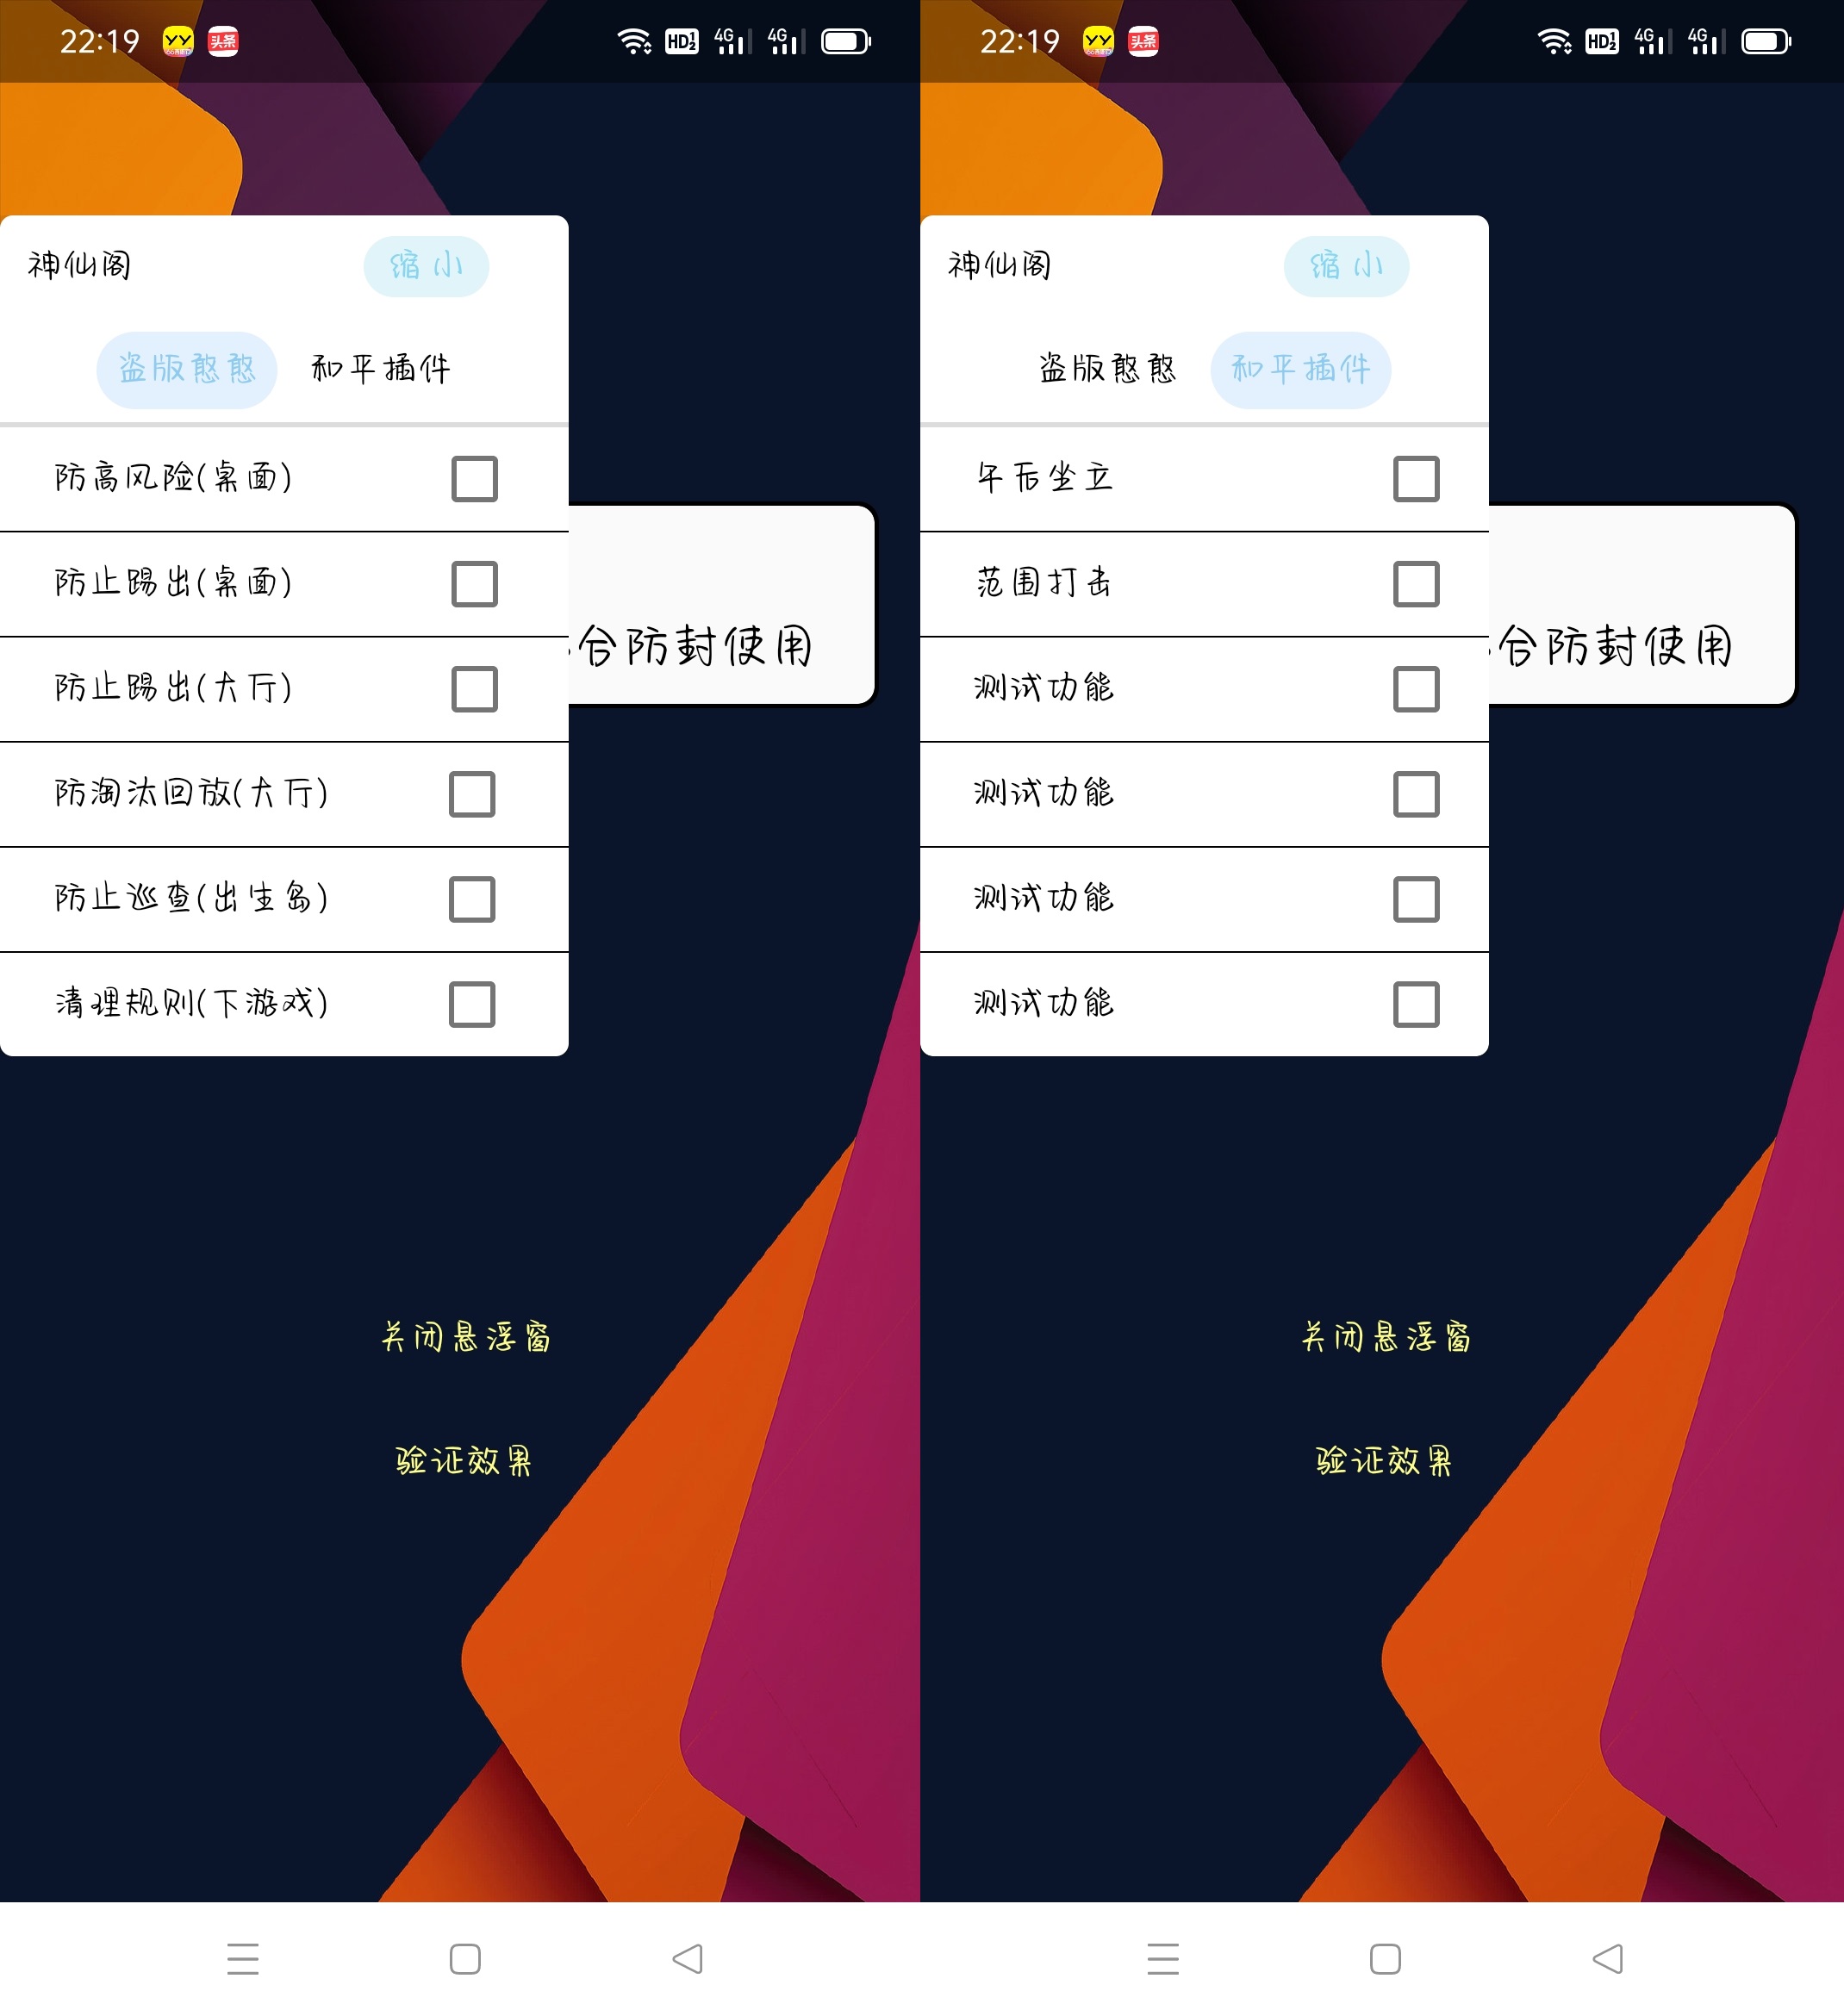 22:19 YY 头条 HD 4G 4G
神仙阁 缩小
盗版憨憨 和平插件
防高风险(桌面)
防止踢出(桌面)
防止踢出(大厅)
合防封使用
防淘汰回放(大厅)
防止巡查(出生岛)
清理规则(下游戏)
关闭悬浮窗
验证效果
22:19 YY 头条 HD 4G 4G
神仙阁 缩小
盗版憨憨 和平插件
午后坐立
范围打击
测试功能
合防封使用
测试功能
测试功能
测试功能
关闭悬浮窗
验证效果